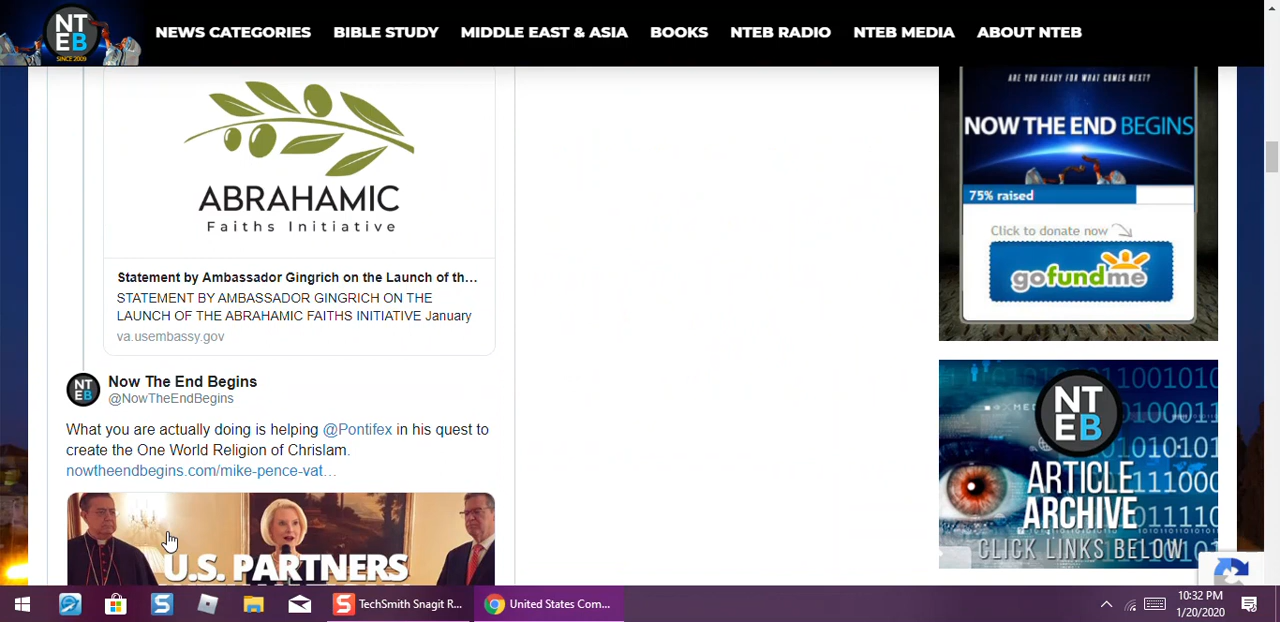 NT
EB
SINCE 2009
NEWS CATEGORIES BIBLE STUDY MIDDLE EAST & ASIA BOOKS NTEB RADIO NTEB MEDIA ABOUT NTEB
ABRAHAMIC
Faiths Initiative
Statement by Ambassador Gingrich on the Launch of th...
STATEMENT BY AMBASSADOR GINGRICH ON THE
LAUNCH OF THE ABRAHAMIC FAITHS INITIATIVE January
va.usembassy.gov
NT
EB
Now The End Begins
@NowTheEndBegins
What you are actually doing is helping @Pontifex in his quest to
create the One World Religion of Chrislam.
nowtheendbegins.com/mike-pence-vat…
U.S. PARTNERS
ARE YOU READY FOR WHAT COMES NEXT?
NOW THE END BEGINS
75% raised
Click to donate now
gofundme
NT
EB
ARTICLE
ARCHIVE
CLICK LINKS BELOW
TechSmith Snagit R...
United States Com...
10:32 PM
1/20/2020